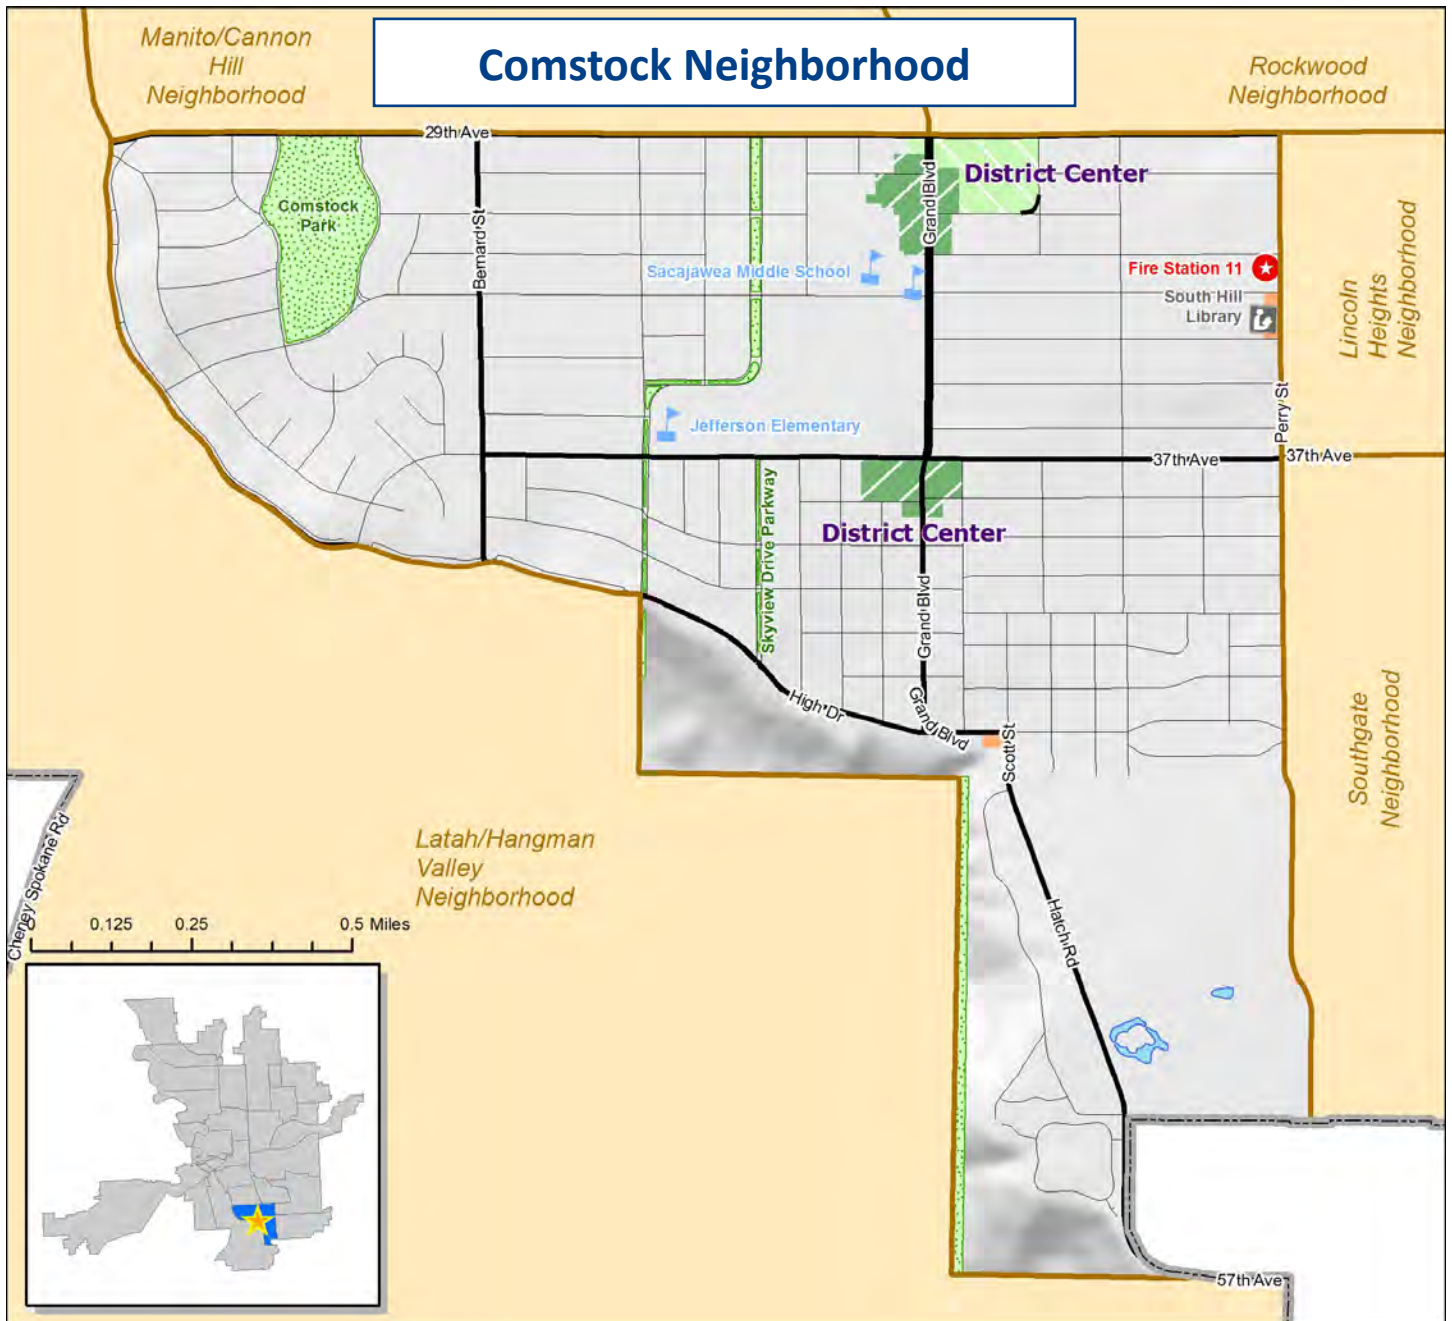 Comstock Neighborhood
Manito/Cannon
Hill
Neighborhood
Rockwood
Neighborhood
29th Ave
District Center
Grand Blvd
Comstock
Park
Bernard St
Sacajawea Middle School
Fire Station 11
South Hill
Library
Lincoln
Heights
Neighborhood
Perry St
Jefferson Elementary
37th Ave
37th Ave
District Center
Skyview Drive Parkway
Grand Blvd
High Dr
Grand Blvd
Scott St
Southgate
Neighborhood
Latah/Hangman
Valley
Neighborhood
Cheney Spokane Rd
0
0.125
0.25
0.5 Miles
Hatch Rd
57th Ave